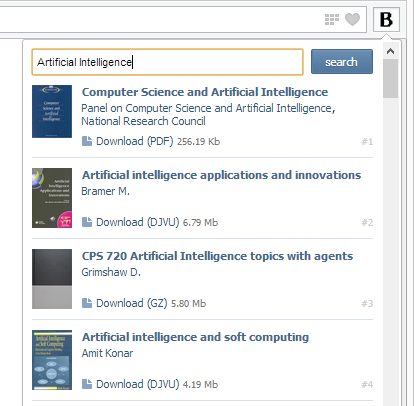 B
Artificial Intelligence
search
Computer Science and Artificial Intelligence
Panel on Computer Science and Artificial Intelligence,
National Research Council
Download (PDF) 256.19 Kb
#1
Artificial intelligence applications and innovations
Bramer M.
Download (DJVU) 6.79 Mb
#2
CPS 720 Artificial Intelligence topics with agents
Grimshaw D.
Download (GZ) 5.80 Mb
#3
Artificial intelligence and soft computing
Amit Konar
Download (DJVU) 4.19 Mb
#4